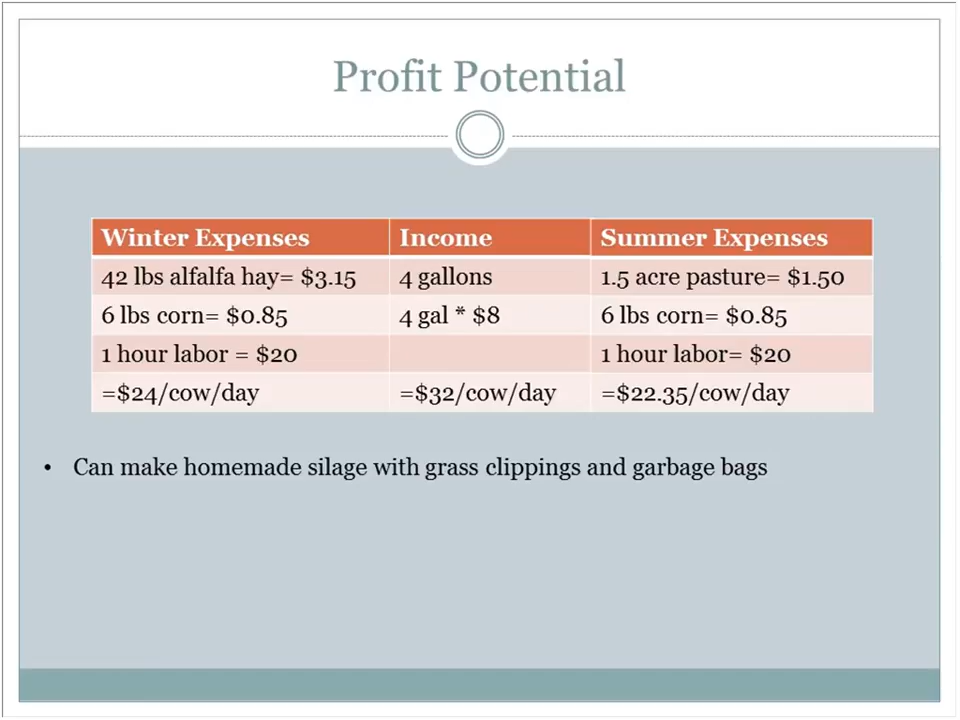 Profit Potential
Winter Expenses Income Summer Expenses
42 lbs alfalfa hay= $3.15 4 gallons 1.5 acre pasture= $1.50
6 lbs corn= $0.85 4 gal * $8 6 lbs corn= $0.85
1 hour labor = $20 1 hour labor= $20
=$24/cow/day =$32/cow/day =$22.35/cow/day
• Can make homemade silage with grass clippings and garbage bags